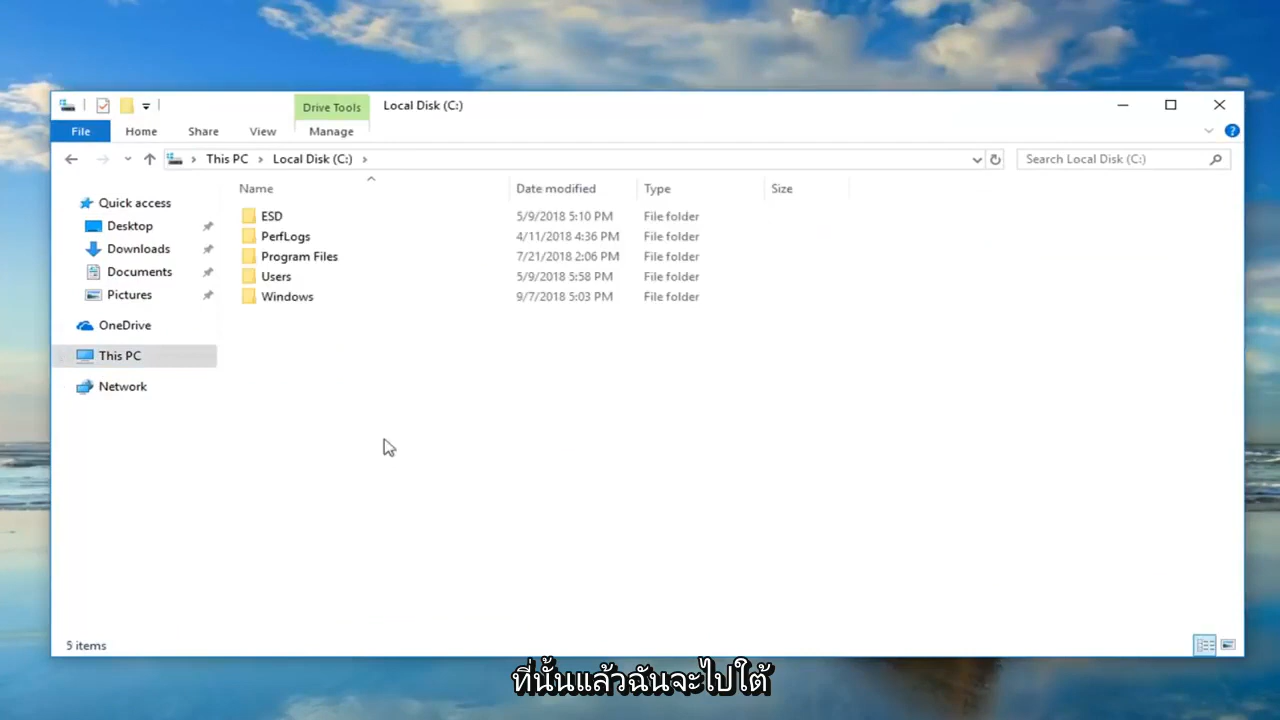 Drive Tools
Local Disk (C:)
File
Home
Share
View
Manage
This PC
Local Disk (C:)
Search Local Disk (C:)
Name
Date modified
Type
Size
Quick access
Desktop
Downloads
Documents
Pictures
OneDrive
This PC
Network
ESD 5/9/2018 5:10 PM File folder
PerfLogs 4/11/2018 4:36 PM File folder
Program Files 7/21/2018 2:06 PM File folder
Users 5/9/2018 5:58 PM File folder
Windows 9/7/2018 5:03 PM File folder
5 items
ที่นั้นแล้วฉันจะไปใต้